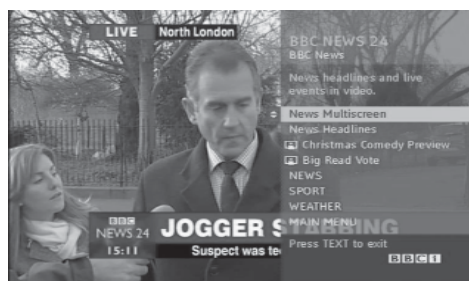 LIVE North London
BBC NEWS 24
BBC News
News headlines and live
events in video.
News Multiscreen
News Headlines
Christmas Comedy Preview...
Big Read Vote
NEWS
SPORT
WEATHER
MAIN MENU
Press TEXT to exit
BBC 1
BBC
NEWS 24
15:11
JOGGER STABBING
Suspect was te